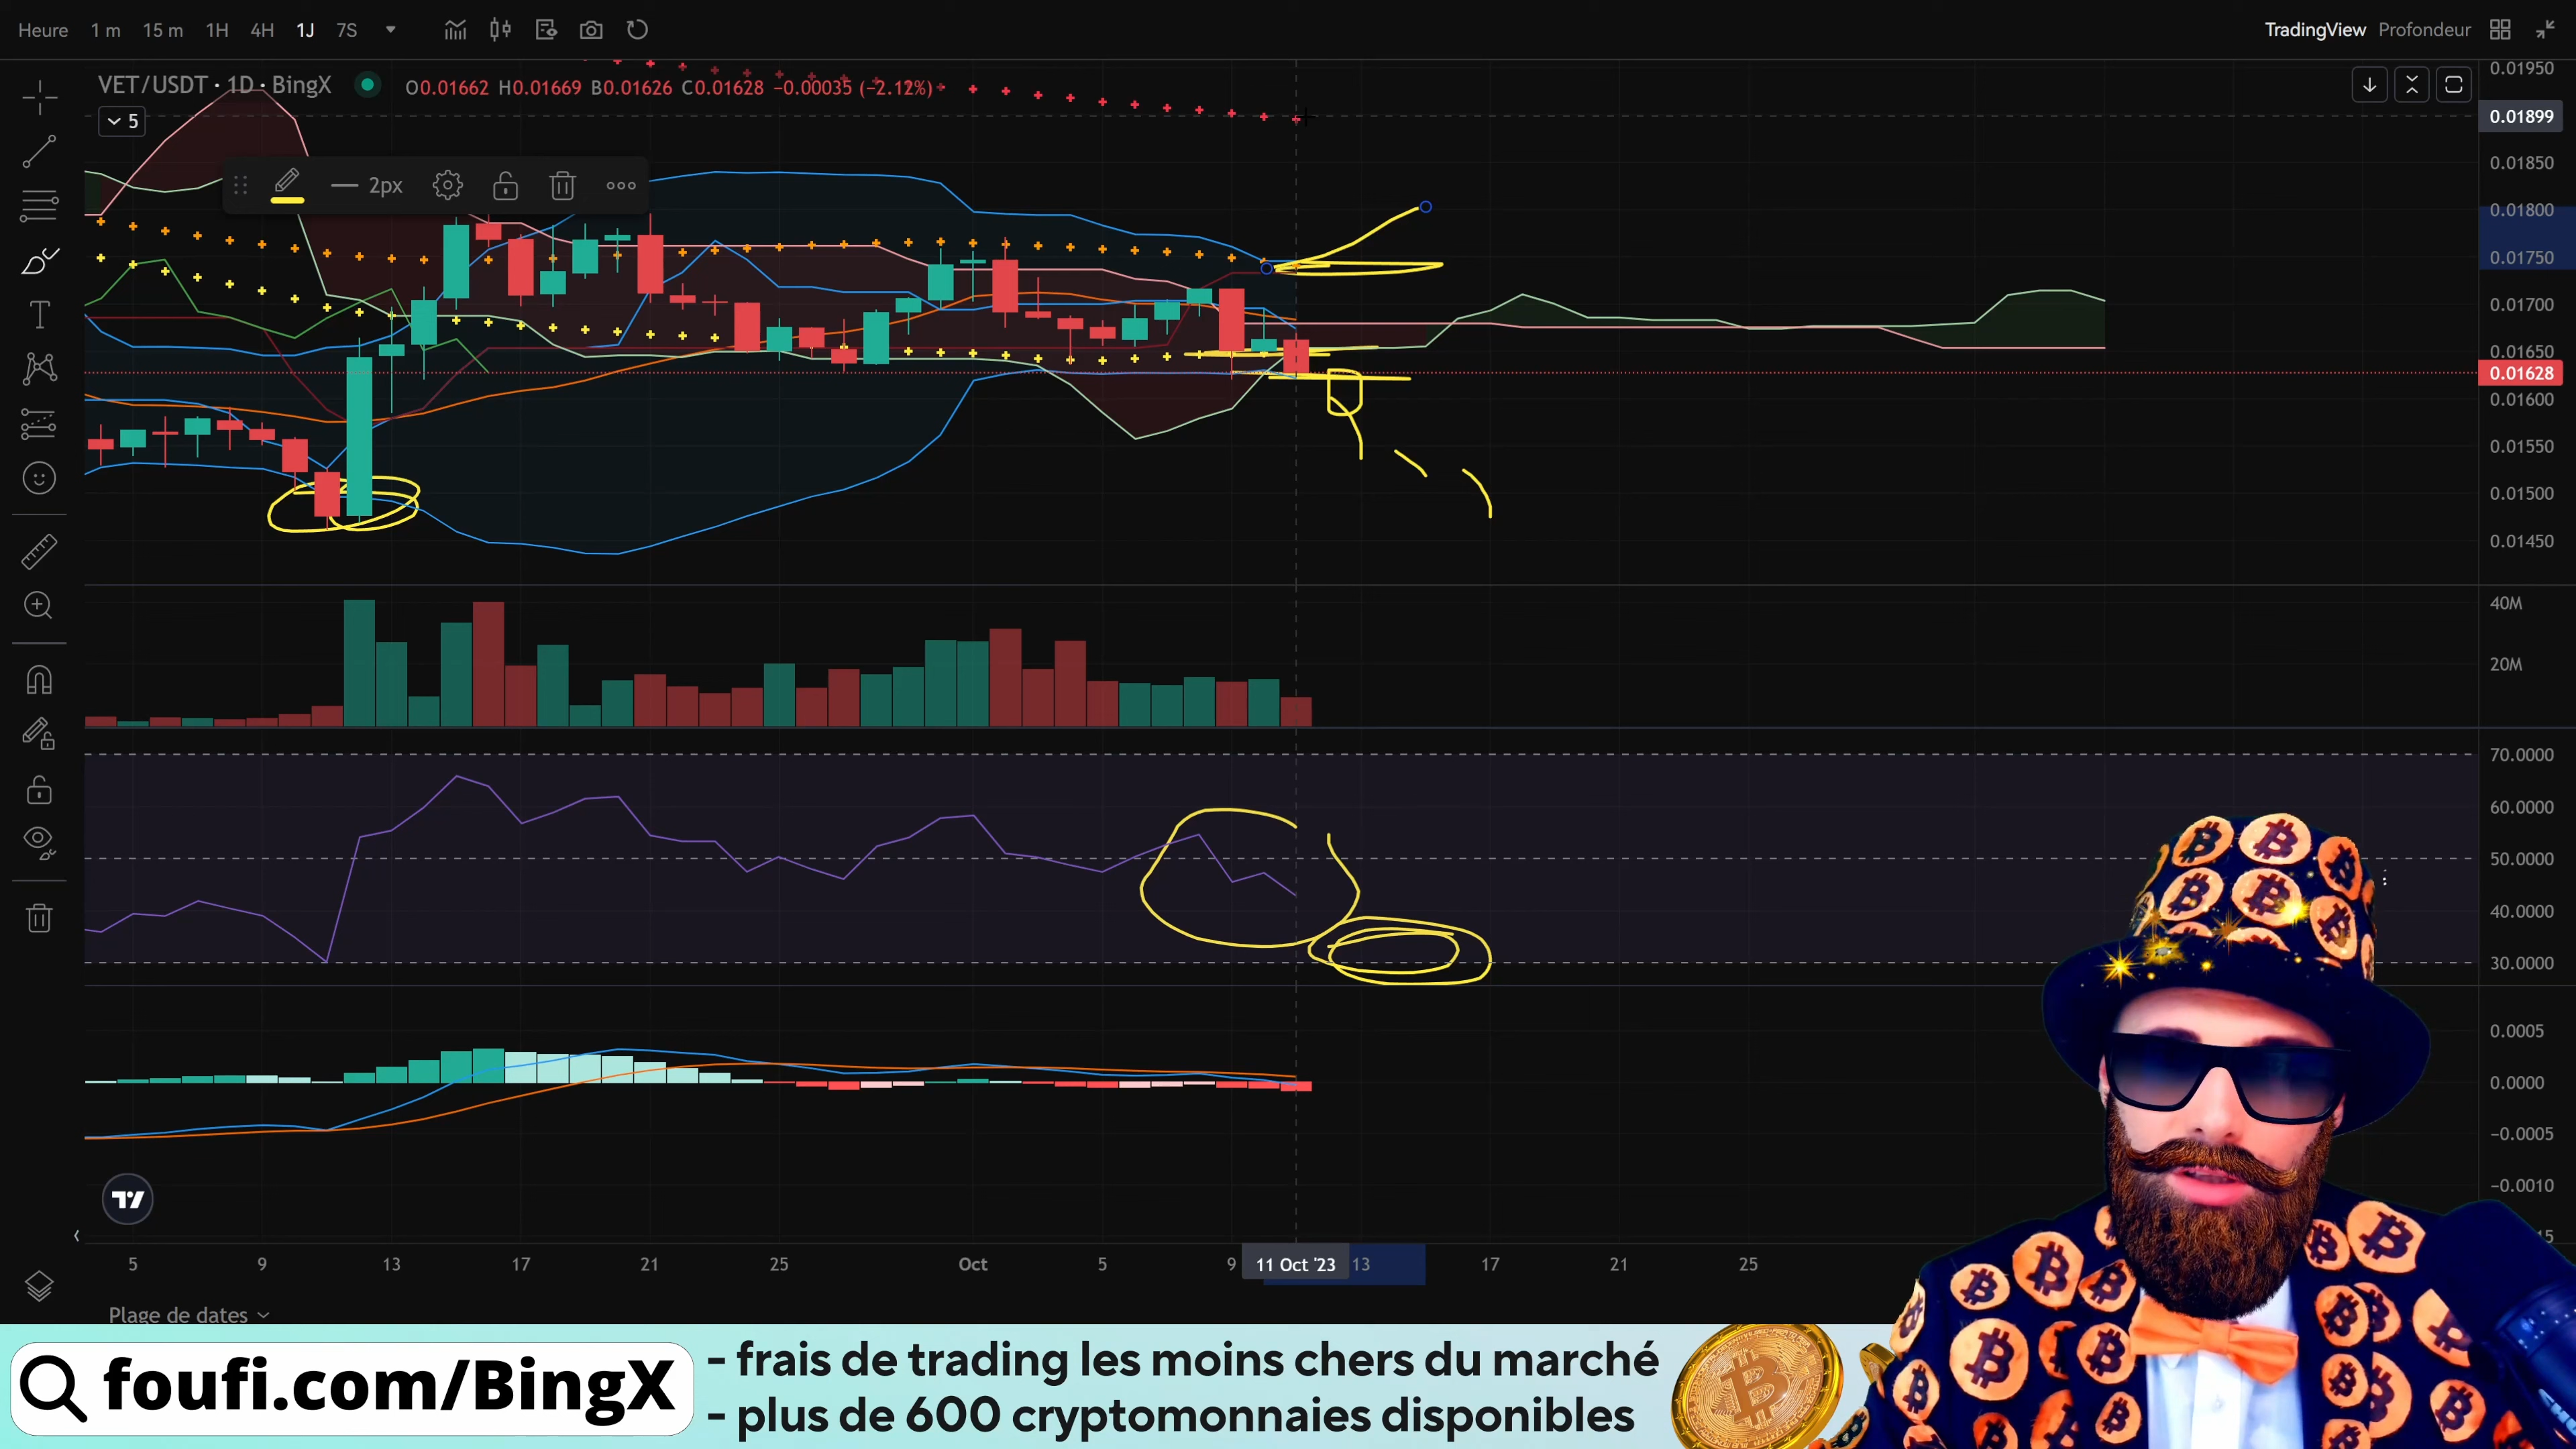 Heure 1 m 15 m 1H 4H 1J 7S
TradingView Profondeur
VET/USDT · 1D · BingX O0.01662 H0.01669 B0.01626 C0.01628 −0.00035 (−2.12%)
5
2px
0.01950
0.01899
0.01850
0.01800
0.01750
0.01700
0.01650
0.01628
0.01600
0.01550
0.01500
0.01450
40M
20M
70.0000
60.0000
50.0000
40.0000
30.0000
0.0005
0.0000
−0.0005
−0.0010
15
5 9 13 17 21 25 Oct 5 9 11 Oct '23 13 17 21 25
Plage de dates
foufi.com/BingX
- frais de trading les moins chers du marché
- plus de 600 cryptomonnaies disponibles